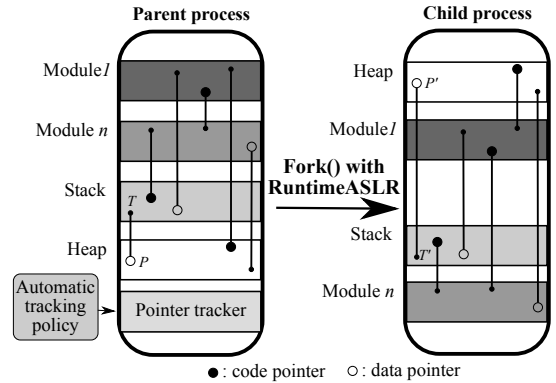 Parent process
Module1
Module n
Stack
Heap
T
P
Automatic
tracking
policy
Pointer tracker
Fork() with
RuntimeASLR
Child process
Heap
P'
Module1
Stack
T'
Module n
: code pointer
: data pointer